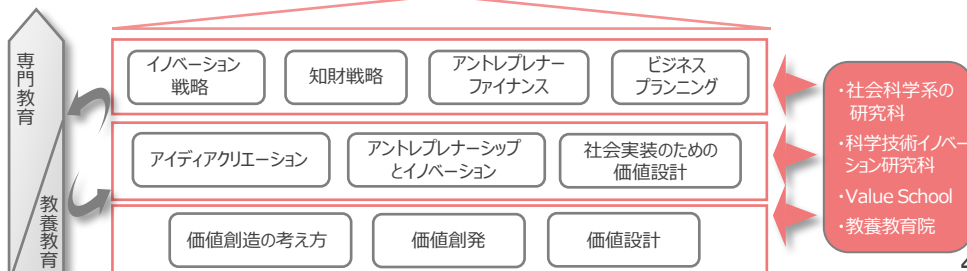 専門教育
イノベーション
戦略
知財戦略
アントレプレナー
ファイナンス
ビジネス
プランニング
アイディアクリエーション
アントレプレナーシップ
とイノベーション
社会実装のための
価値設計
教養教育
価値創造の考え方
価値創発
価値設計
・社会科学系の
研究科
・科学技術イノベー
ション研究科
・Value School
・教養教育院